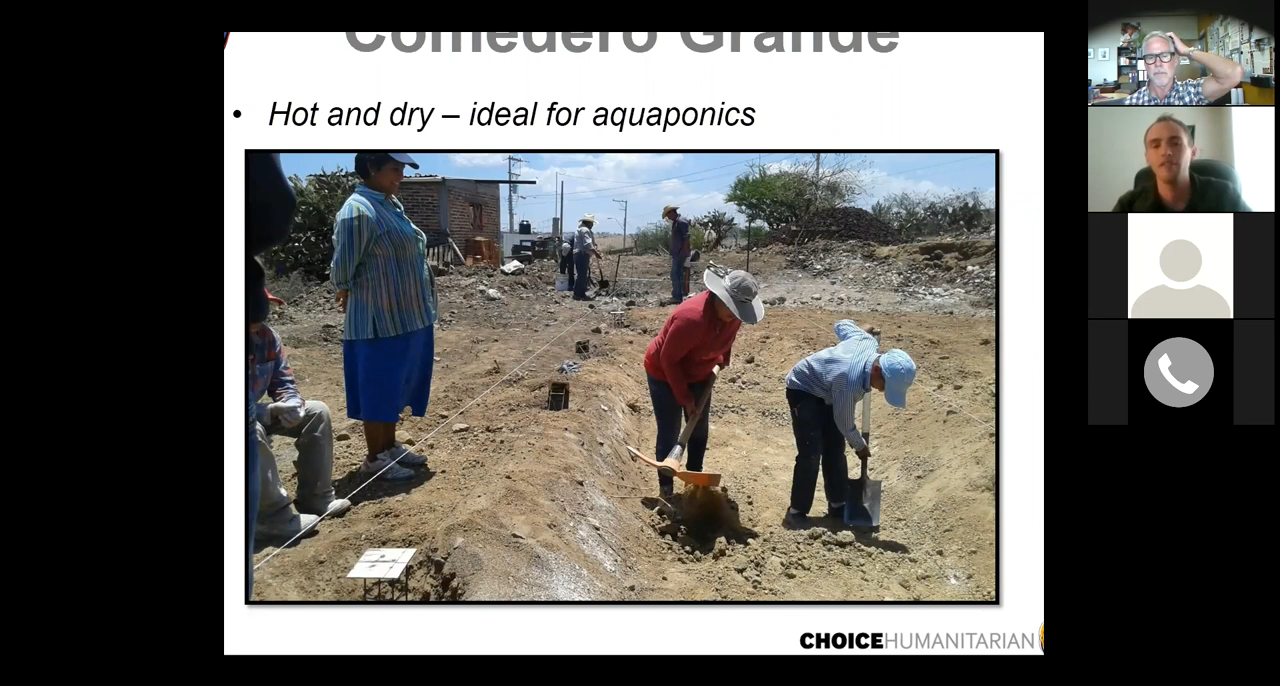 Comedero Grande
• Hot and dry – ideal for aquaponics
CHOICEHUMANITARIAN